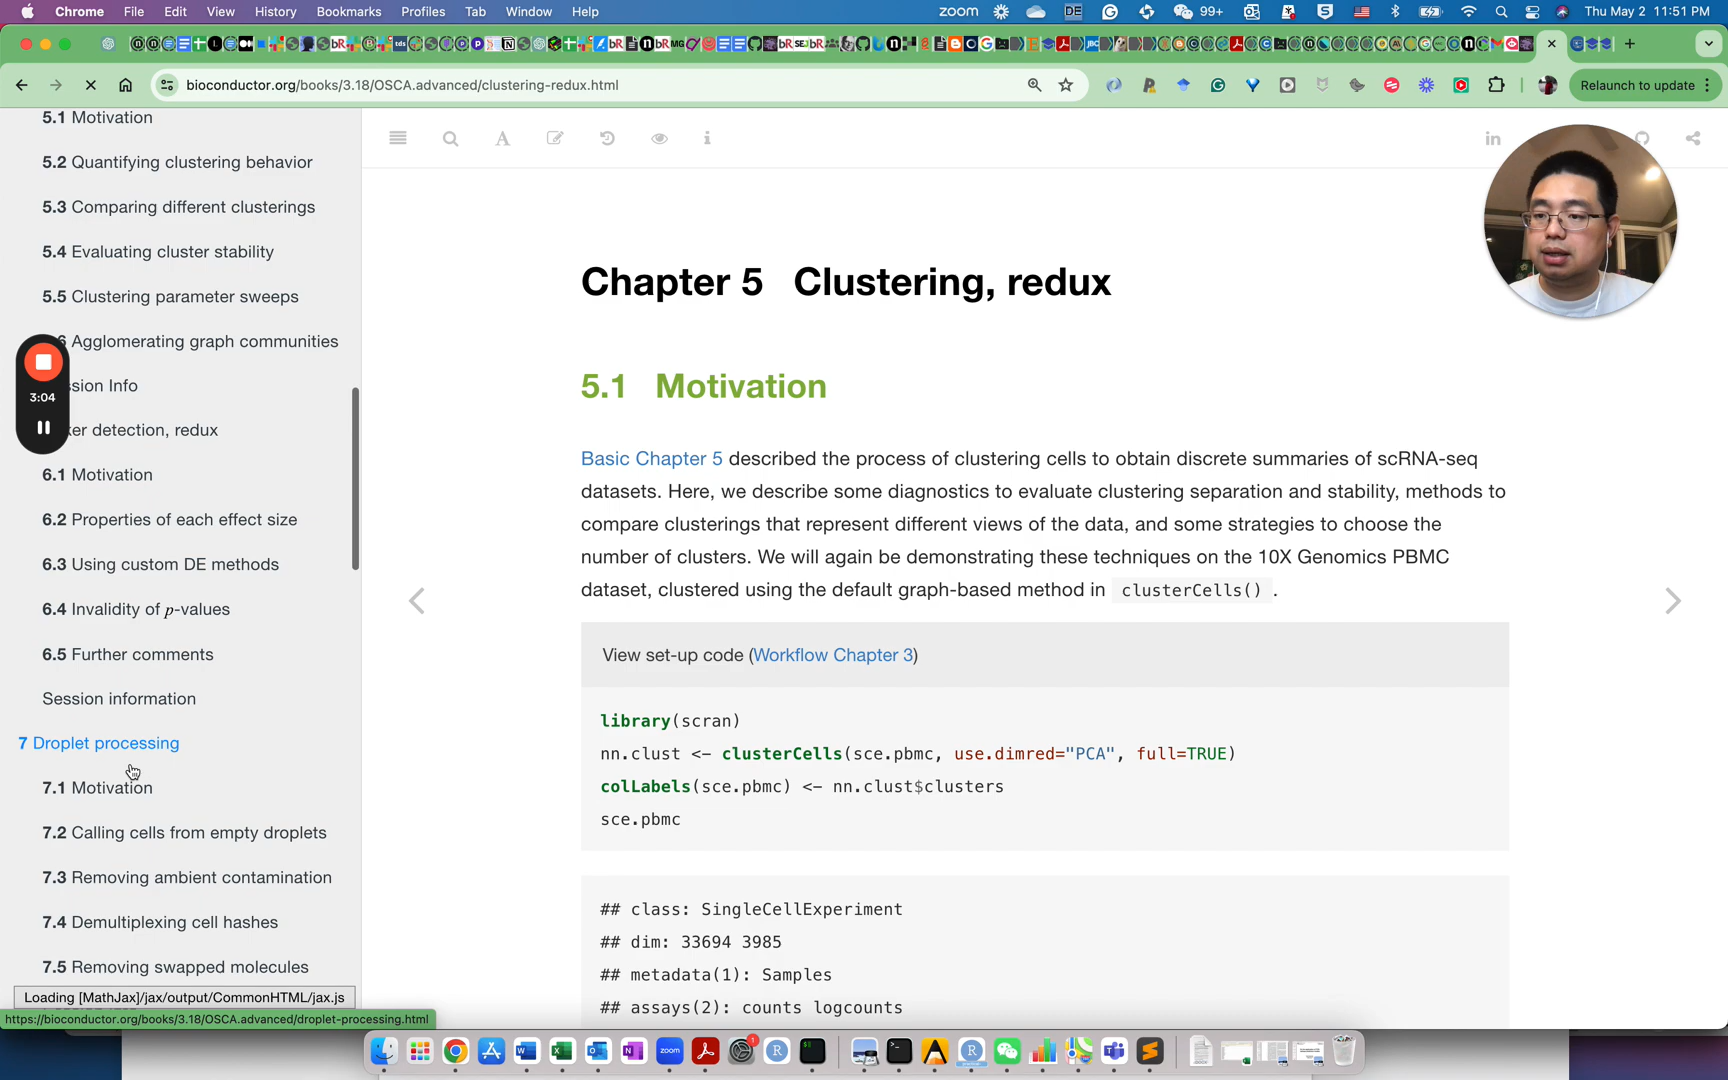 Chrome File Edit View History Bookmarks Profiles Tab Window Help
zoom DE 99+ Thu May 2 11:51 PM
bioconductor.org/books/3.18/OSCA.advanced/clustering-redux.html
Relaunch to update
5.1 Motivation
5.2 Quantifying clustering behavior
5.3 Comparing different clusterings
5.4 Evaluating cluster stability
5.5 Clustering parameter sweeps
6 Agglomerating graph communities
sion Info
ker detection, redux
6.1 Motivation
6.2 Properties of each effect size
6.3 Using custom DE methods
6.4 Invalidity of p-values
6.5 Further comments
Session information
7 Droplet processing
7.1 Motivation
7.2 Calling cells from empty droplets
7.3 Removing ambient contamination
7.4 Demultiplexing cell hashes
7.5 Removing swapped molecules
3:04
Loading [MathJax]/jax/output/CommonHTML/jax.js
https://bioconductor.org/books/3.18/OSCA.advanced/droplet-processing.html
Chapter 5 Clustering, redux
5.1 Motivation
Basic Chapter 5 described the process of clustering cells to obtain discrete summaries of scRNA-seq
datasets. Here, we describe some diagnostics to evaluate clustering separation and stability, methods to
compare clusterings that represent different views of the data, and some strategies to choose the
number of clusters. We will again be demonstrating these techniques on the 10X Genomics PBMC
dataset, clustered using the default graph-based method in clusterCells() .
View set-up code (Workflow Chapter 3)
library(scran)
nn.clust <- clusterCells(sce.pbmc, use.dimred="PCA", full=TRUE)
colLabels(sce.pbmc) <- nn.clust$clusters
sce.pbmc
## class: SingleCellExperiment
## dim: 33694 3985
## metadata(1): Samples
## assays(2): counts logcounts
zoom